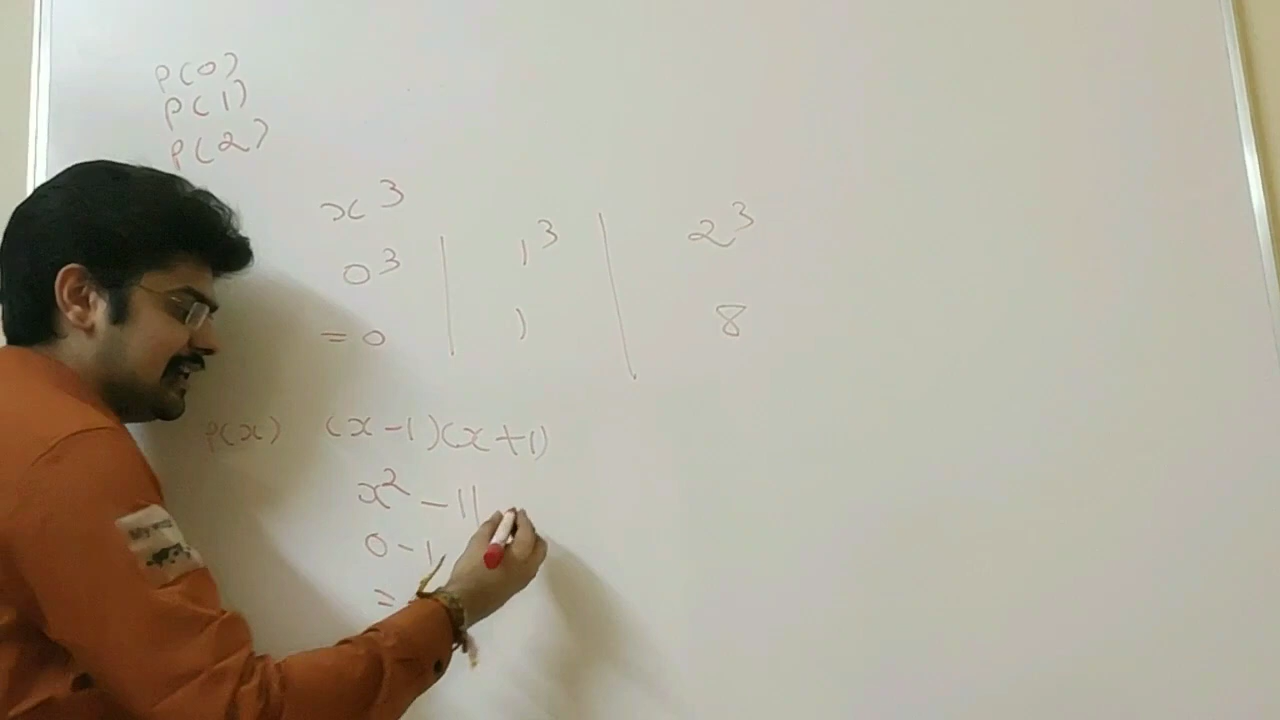 P(0)
P(1)
P(2)
x³
0³ | 1³ | 2³
= 0 | 1 | 8
P(x) (x-1)(x+1)
x² - 1|
0 - 1
=